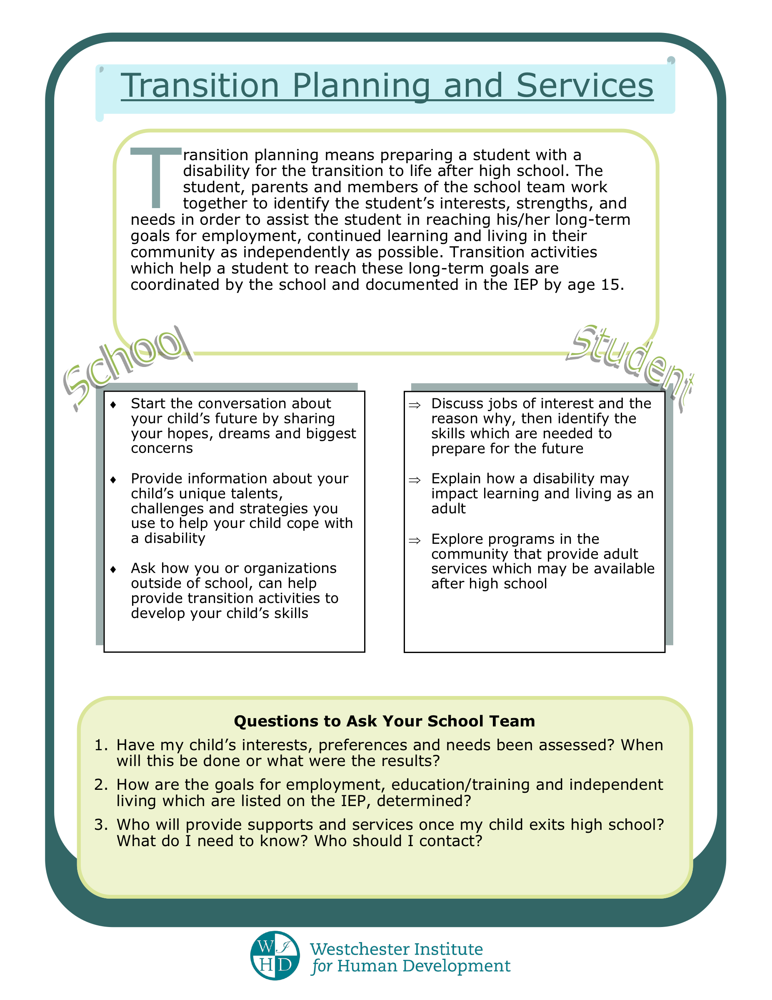 Transition Planning and Services
Transition planning means preparing a student with a
disability for the transition to life after high school. The
student, parents and members of the school team work
together to identify the student’s interests, strengths, and
needs in order to assist the student in reaching his/her long-term
goals for employment, continued learning and living in their
community as independently as possible. Transition activities
which help a student to reach these long-term goals are
coordinated by the school and documented in the IEP by age 15.
School
♦ Start the conversation about
your child’s future by sharing
your hopes, dreams and biggest
concerns
♦ Provide information about your
child’s unique talents,
challenges and strategies you
use to help your child cope with
a disability
♦ Ask how you or organizations
outside of school, can help
provide transition activities to
develop your child’s skills
Student
⇒ Discuss jobs of interest and the
reason why, then identify the
skills which are needed to
prepare for the future
⇒ Explain how a disability may
impact learning and living as an
adult
⇒ Explore programs in the
community that provide adult
services which may be available
after high school
Questions to Ask Your School Team
1. Have my child’s interests, preferences and needs been assessed? When
will this be done or what were the results?
2. How are the goals for employment, education/training and independent
living which are listed on the IEP, determined?
3. Who will provide supports and services once my child exits high school?
What do I need to know? Who should I contact?
W I
H D
Westchester Institute
for Human Development